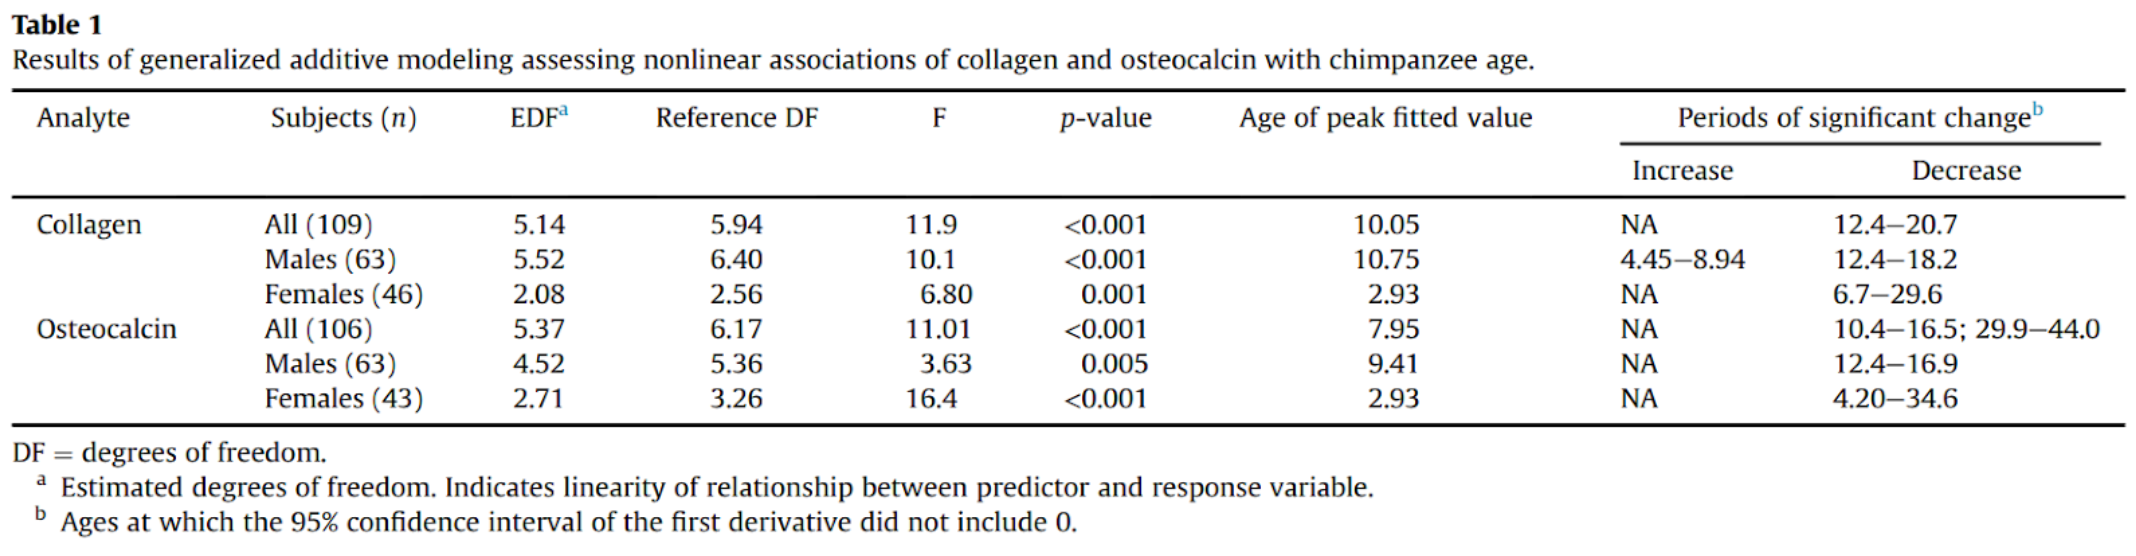 Table 1
Results of generalized additive modeling assessing nonlinear associations of collagen and osteocalcin with chimpanzee age.
Analyte Subjects (n) EDFa Reference DF F p-value Age of peak fitted value Periods of significant changeb
Increase Decrease
Collagen All (109) 5.14 5.94 11.9 <0.001 10.05 NA 12.4–20.7
Males (63) 5.52 6.40 10.1 <0.001 10.75 4.45–8.94 12.4–18.2
Females (46) 2.08 2.56 6.80 0.001 2.93 NA 6.7–29.6
Osteocalcin All (106) 5.37 6.17 11.01 <0.001 7.95 NA 10.4–16.5; 29.9–44.0
Males (63) 4.52 5.36 3.63 0.005 9.41 NA 12.4–16.9
Females (43) 2.71 3.26 16.4 <0.001 2.93 NA 4.20–34.6
DF = degrees of freedom.
a Estimated degrees of freedom. Indicates linearity of relationship between predictor and response variable.
b Ages at which the 95% confidence interval of the first derivative did not include 0.